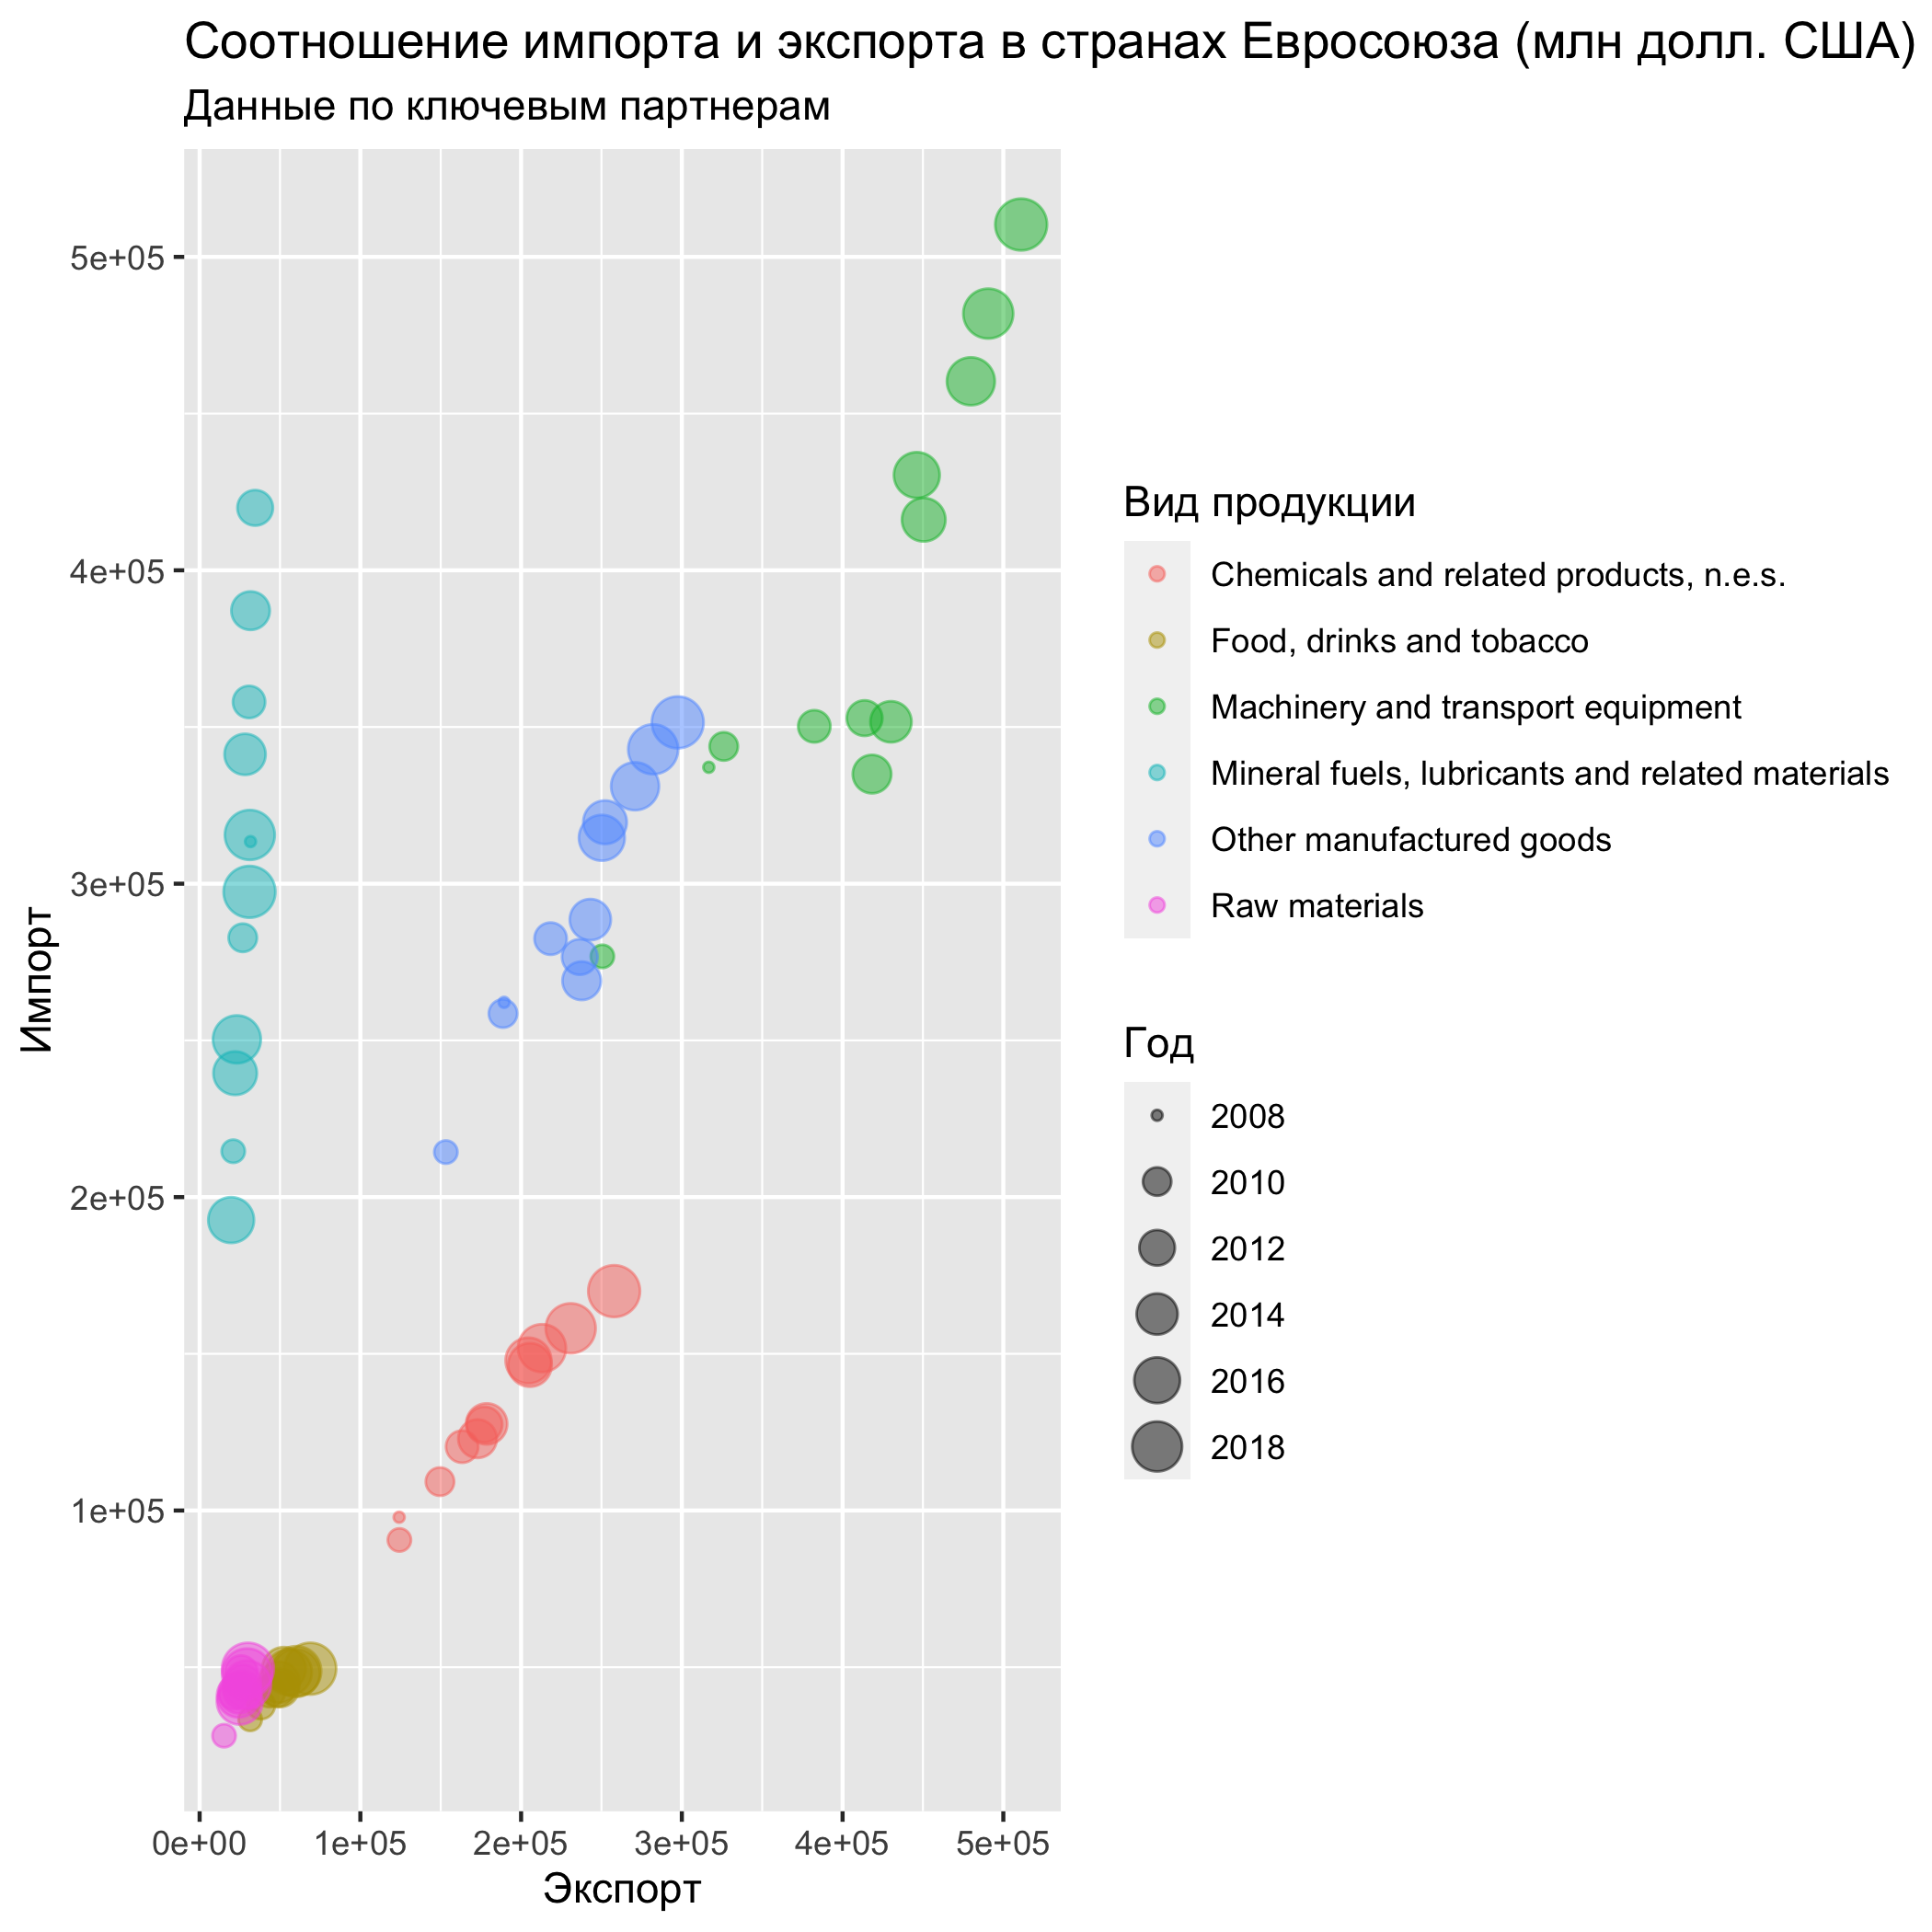 Соотношение импорта и экспорта в странах Евросоюза (млн долл. США)
Данные по ключевым партнерам
5e+05
4e+05
3e+05
2e+05
1e+05
Импорт
0e+00 1e+05 2e+05 3e+05 4e+05 5e+05
Экспорт
Вид продукции
Chemicals and related products, n.e.s.
Food, drinks and tobacco
Machinery and transport equipment
Mineral fuels, lubricants and related materials
Other manufactured goods
Raw materials
Год
2008
2010
2012
2014
2016
2018